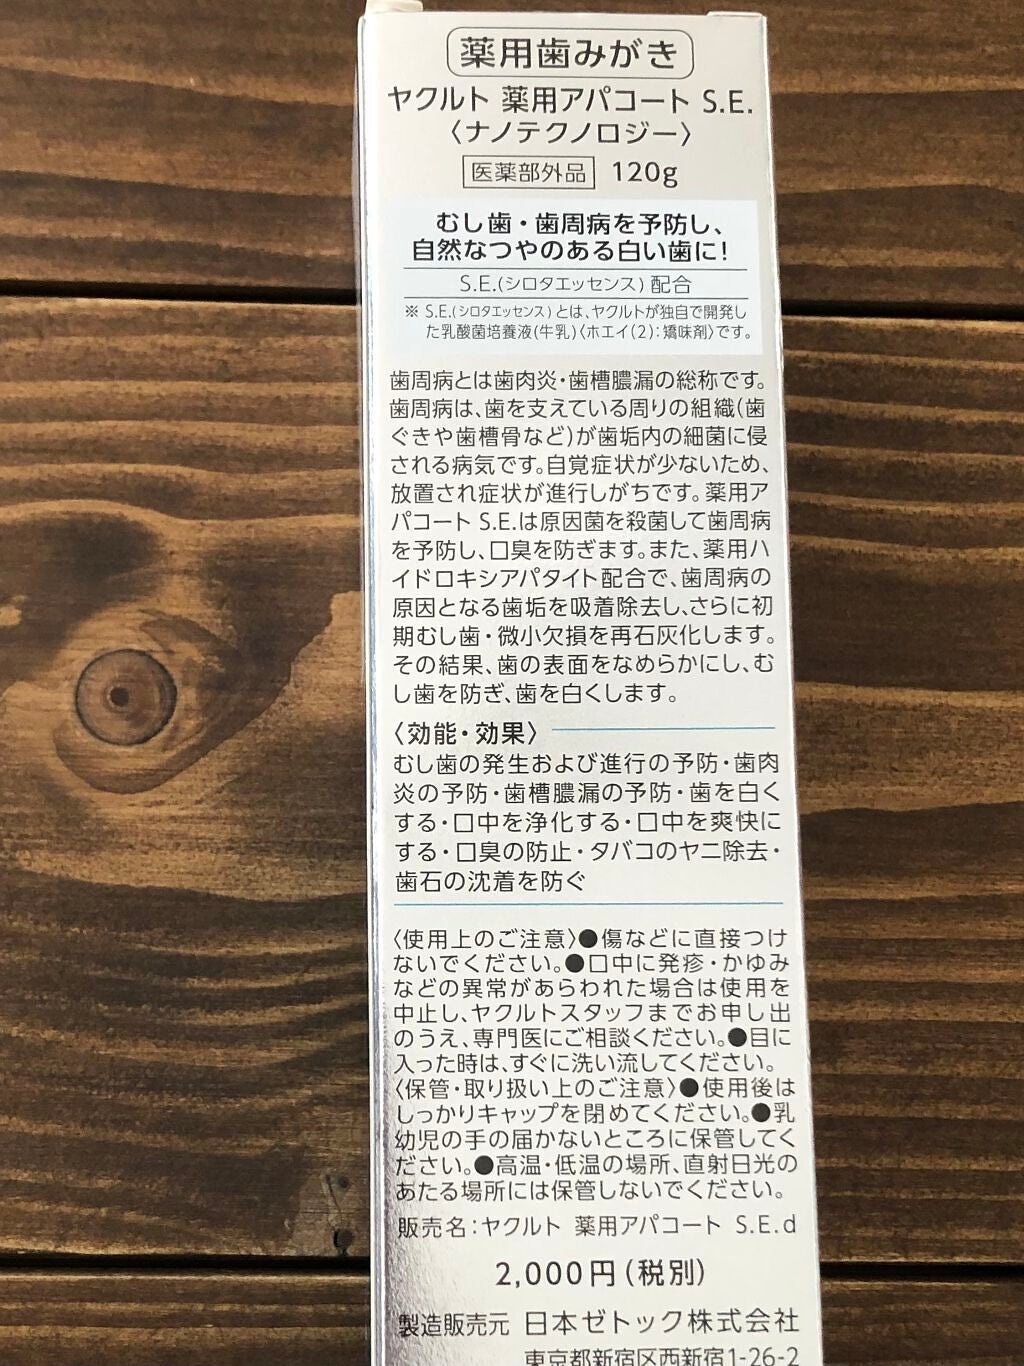 薬用歯みがき
ヤクルト 薬用アパコート S.E.
〈ナノテクノロジー〉
医薬部外品 120g
むし歯・歯周病を予防し、
自然なつやのある白い歯に!
S.E.(シロタエッセンス)配合
※ S.E.(シロタエッセンス)とは、ヤクルトが独自で開発し
た乳酸菌培養液(牛乳)〈ホエイ(2):矯味剤〉です。
歯周病とは歯肉炎・歯槽膿漏の総称です。
歯周病は、歯を支えている周りの組織(歯
ぐきや歯槽骨など)が歯垢内の細菌に侵
される病気です。自覚症状が少ないため、
放置され症状が進行しがちです。薬用ア
パコート S.E.は原因菌を殺菌して歯周病
を予防し、口臭を防ぎます。また、薬用ハ
イドロキシアパタイト配合で、歯周病の
原因となる歯垢を吸着除去し、さらに初
期むし歯・微小欠損を再石灰化します。
その結果、歯の表面をなめらかにし、む
し歯を防ぎ、歯を白くします。
〈効能・効果〉
むし歯の発生および進行の予防・歯肉
炎の予防・歯槽膿漏の予防・歯を白く
する・口中を浄化する・口中を爽快に
する・口臭の防止・タバコのヤニ除去・
歯石の沈着を防ぐ
〈使用上のご注意〉●傷などに直接つけ
ないでください。●口中に発疹・かゆみ
などの異常があらわれた場合は使用を
中止し、ヤクルトスタッフまでお申し出
のうえ、専門医にご相談ください。●目に
入った時は、すぐに洗い流してください。
〈保管・取り扱い上のご注意〉●使用後は
しっかりキャップを閉めてください。●乳
幼児の手の届かないところに保管してく
ださい。●高温・低温の場所、直射日光の
あたる場所には保管しないでください。
販売名:ヤクルト 薬用アパコート S.E.d
2,000円(税別)
製造販売元 日本ゼトック株式会社
東京都新宿区西新宿1-26-2